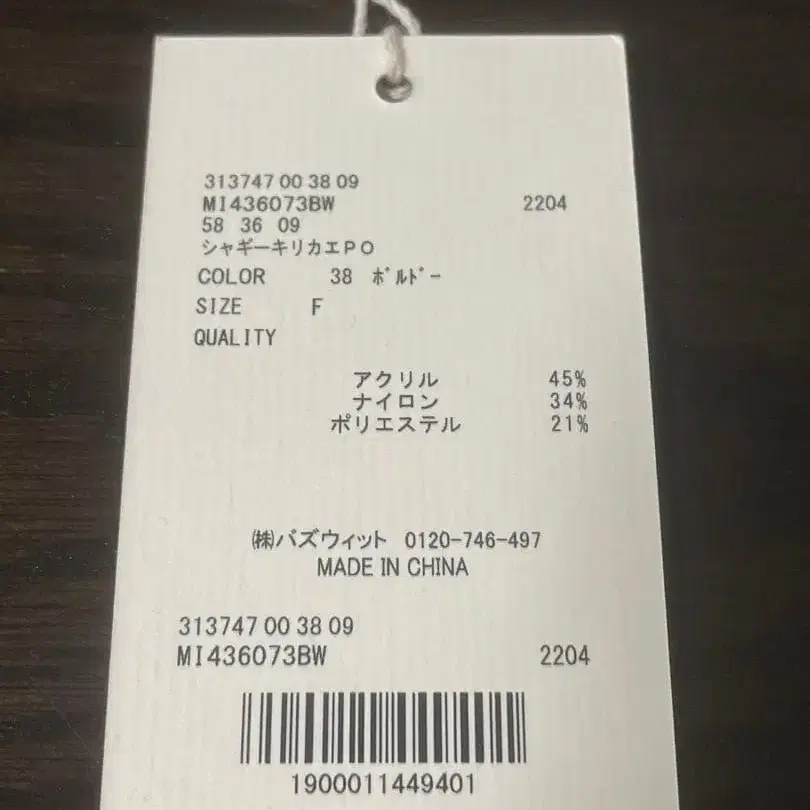 313747 00 38 09
MI436073BW 2204
58 36 09
シャギーキリカエPO
COLOR 38 ﾎﾞﾙﾄﾞｰ
SIZE F
QUALITY
アクリル 45%
ナイロン 34%
ポリエステル 21%
㈱バズウィット 0120-746-497
MADE IN CHINA
313747 00 38 09
MI436073BW 2204
1900011449401